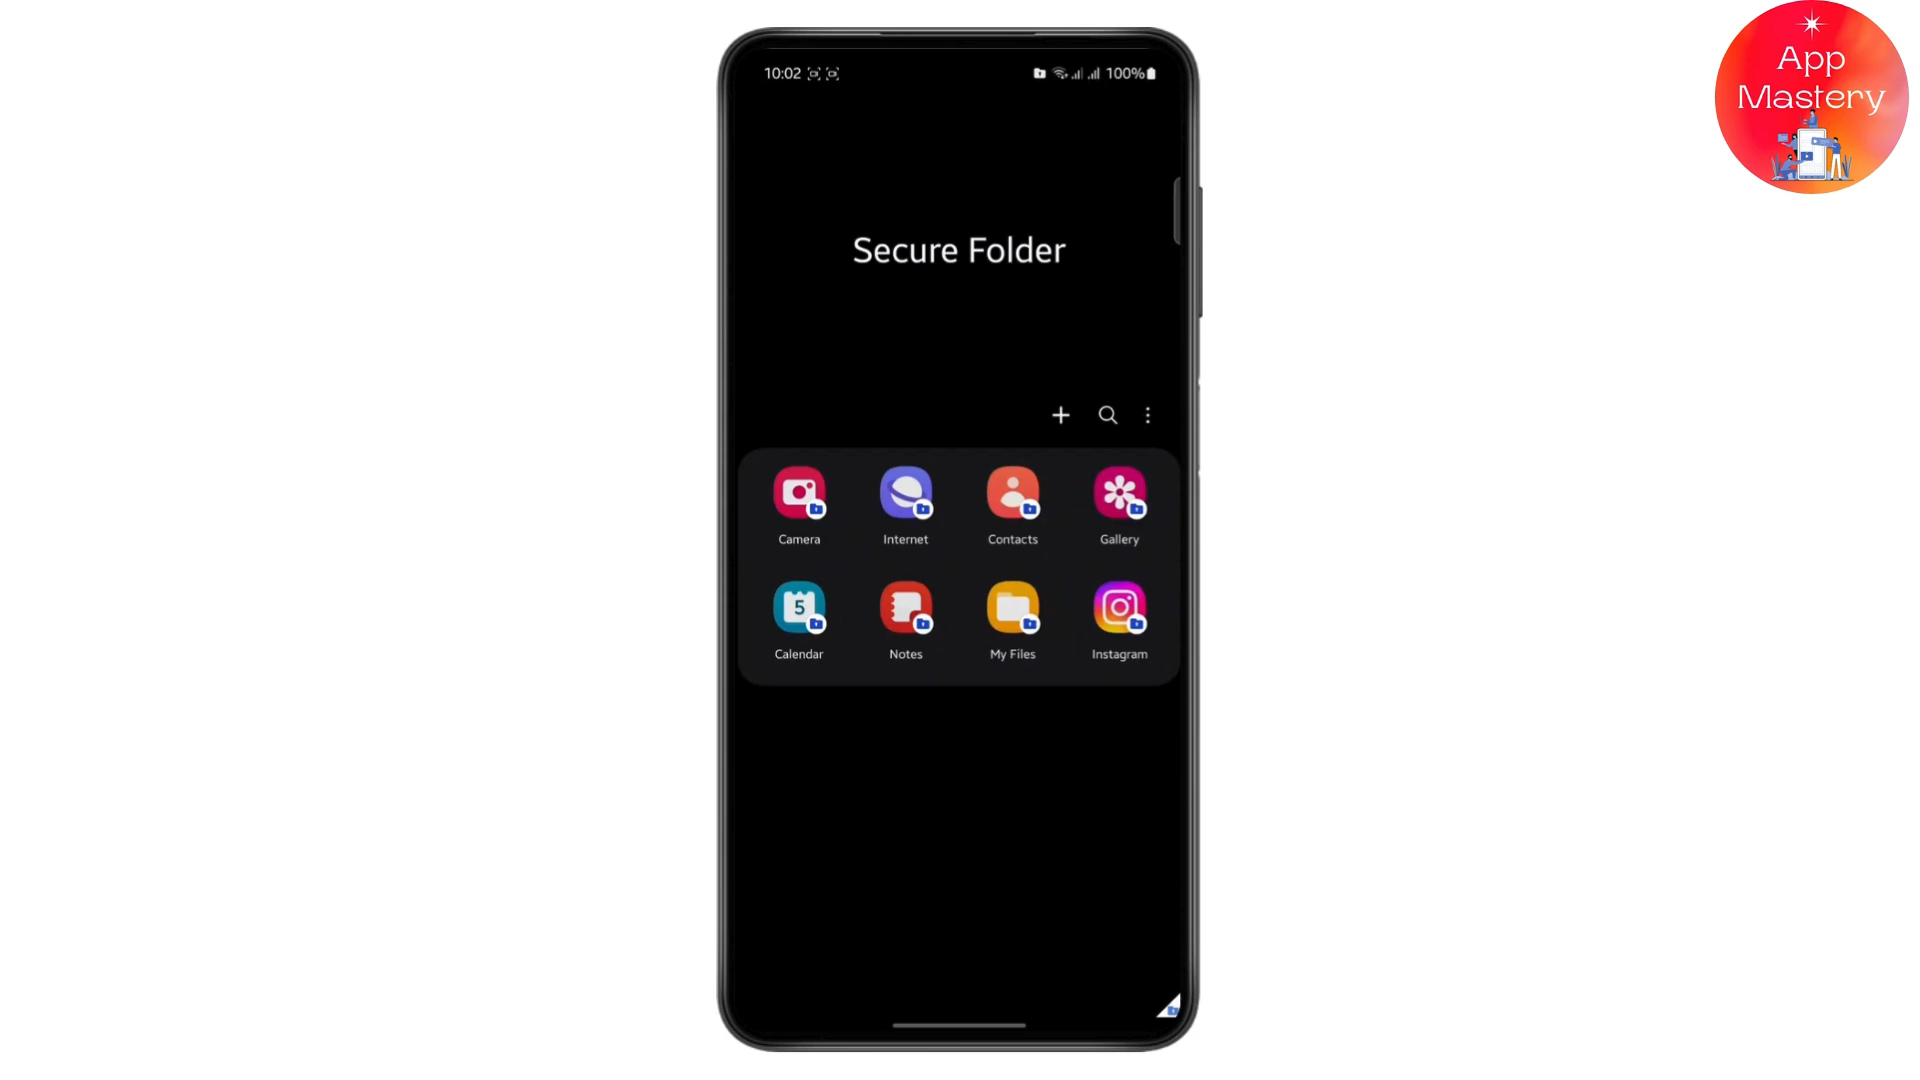 10:02
100%
App
Mastery
Secure Folder
Camera Internet Contacts Gallery
5
Calendar Notes My Files Instagram